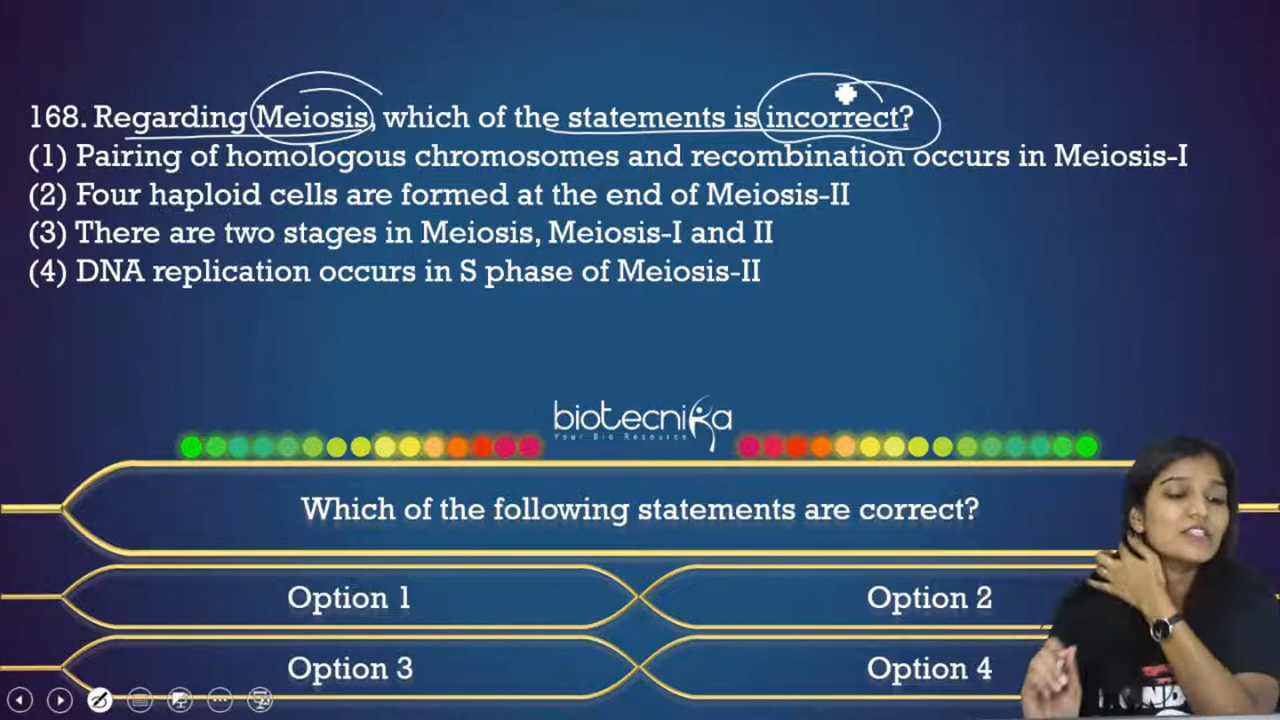 168. Regarding Meiosis, which of the statements is incorrect?
(1) Pairing of homologous chromosomes and recombination occurs in Meiosis-I
(2) Four haploid cells are formed at the end of Meiosis-II
(3) There are two stages in Meiosis, Meiosis-I and II
(4) DNA replication occurs in S phase of Meiosis-II
biotecnika
Your Bio Resource
Which of the following statements are correct?
Option 1
Option 2
Option 3
Option 4